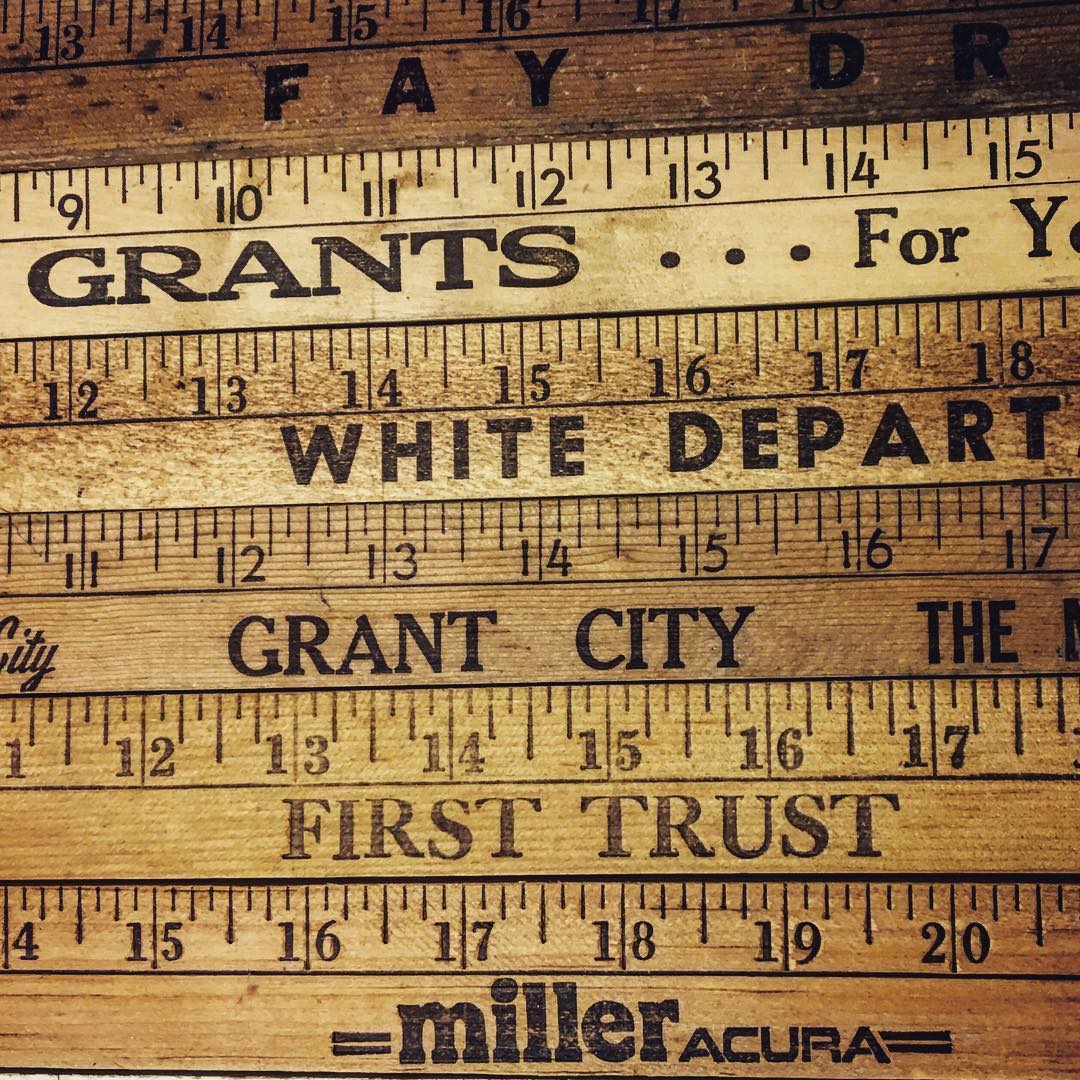 13 14 15 16 17 18
FAY DR
9 10 11 12 13 14 15
GRANTS ... For Yo
12 13 14 15 16 17 18
WHITE DEPART
11 12 13 14 15 16 17
City GRANT CITY THE M
1 12 13 14 15 16 17
FIRST TRUST
4 15 16 17 18 19 20
=miller ACURA=